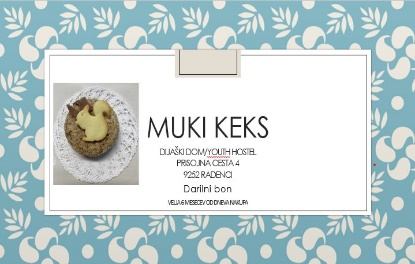 MUKI KEKS
DIJAŠKI DOM/YOUTH HOSTEL
PRISOJNA CESTA 4
9252 RADENCI
Darilni bon
VELJA 6 MESECEV OD DNEVA NAKUPA